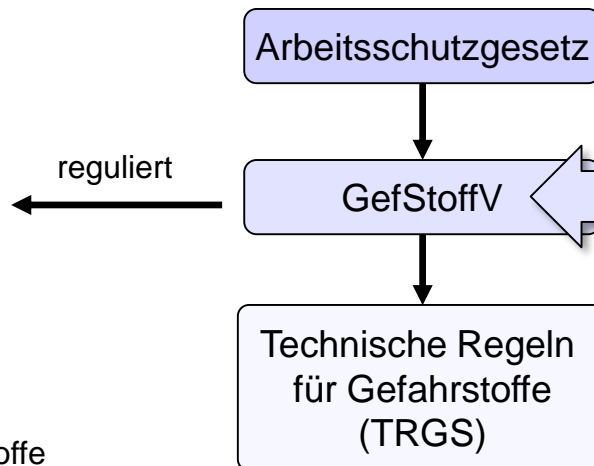 Arbeitsschutzgesetz
reguliert
GefStoffV
Technische Regeln
für Gefahrstoffe
(TRGS)
offe